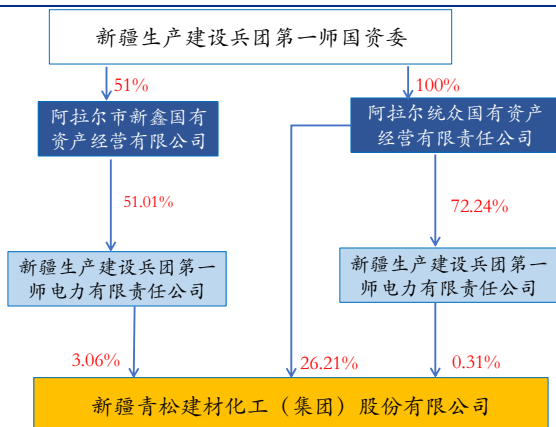 新疆生产建设兵团第一师国资委
51%
100%
阿拉尔市新鑫国有
资产经营有限公司
阿拉尔统众国有资产
经营有限责任公司
51.01%
72.24%
新疆生产建设兵团第一
师电力有限责任公司
新疆生产建设兵团第一
师电力有限责任公司
3.06%
26.21%
0.31%
新疆青松建材化工（集团）股份有限公司